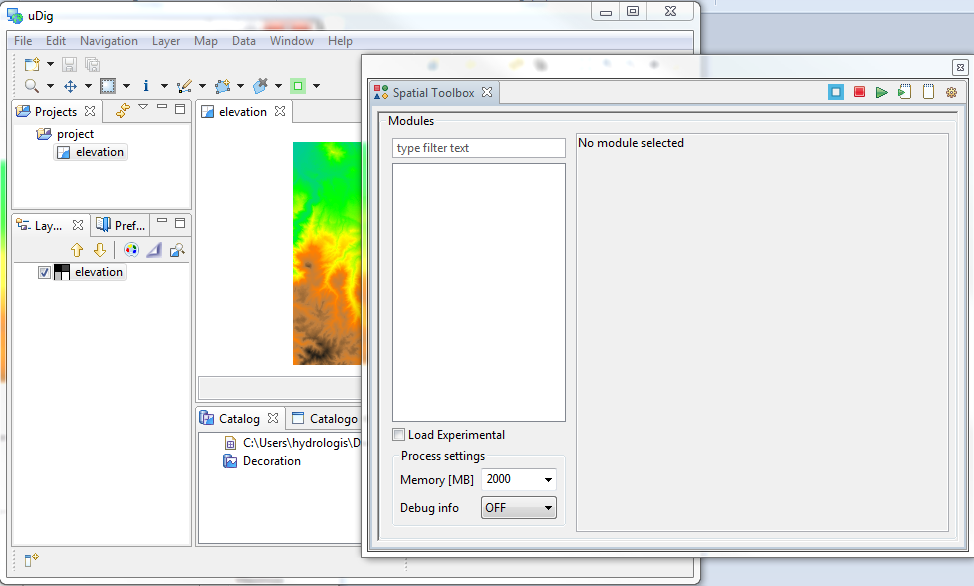 uDig
File Edit Navigation Layer Map Data Window Help
Projects
project
elevation
elevation
Lay... Pref...
elevation
Catalog Catalogo
C:\Users\hydrologis\D
Decoration
Spatial Toolbox
Modules
type filter text
No module selected
Load Experimental
Process settings
Memory [MB] 2000
Debug info OFF